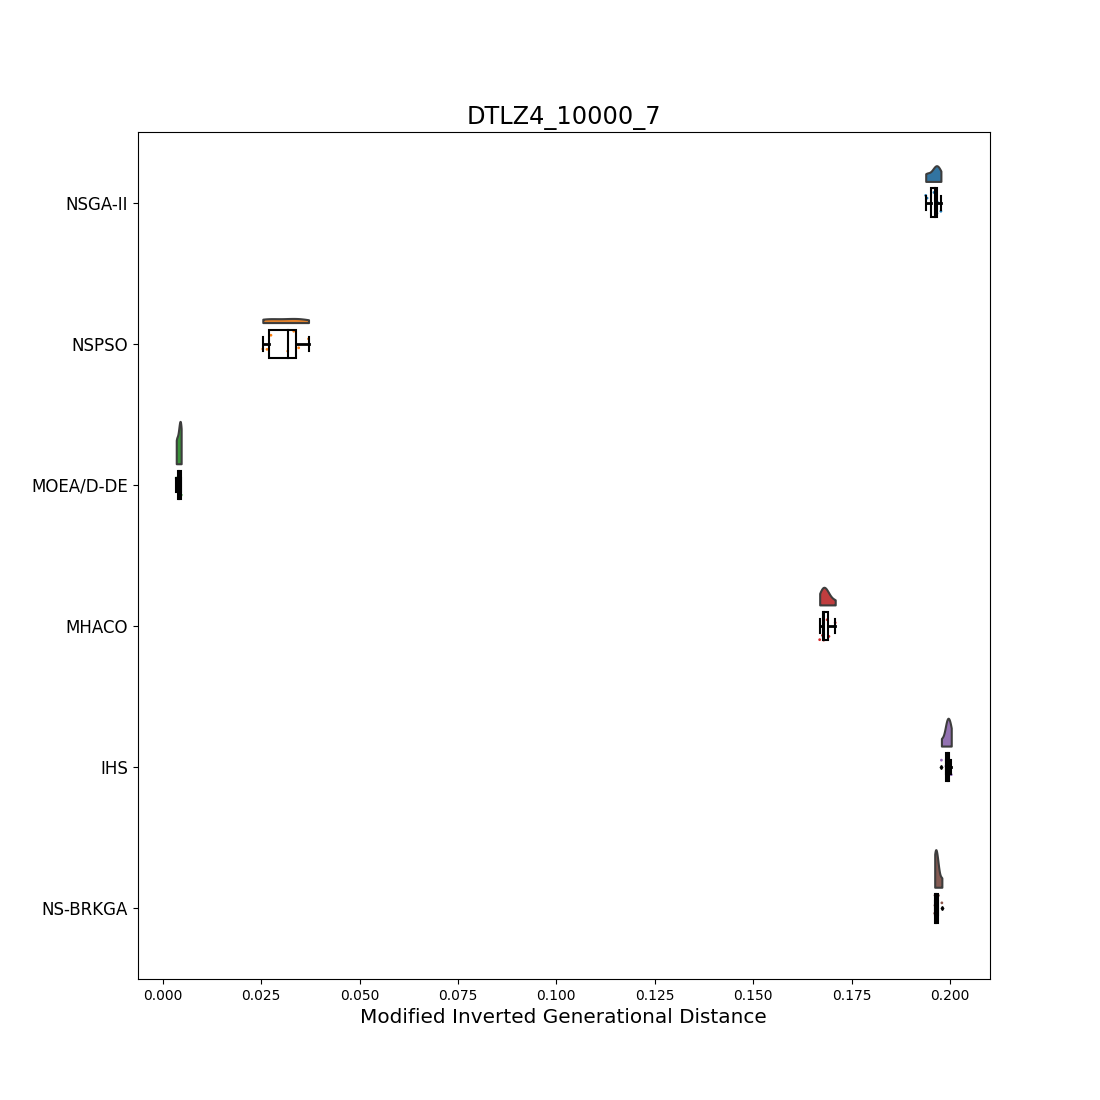 DTLZ4_10000_7
NSGA-II
NSPSO
MOEA/D-DE
MHACO
IHS
NS-BRKGA
0.000 0.025 0.050 0.075 0.100 0.125 0.150 0.175 0.200
Modified Inverted Generational Distance